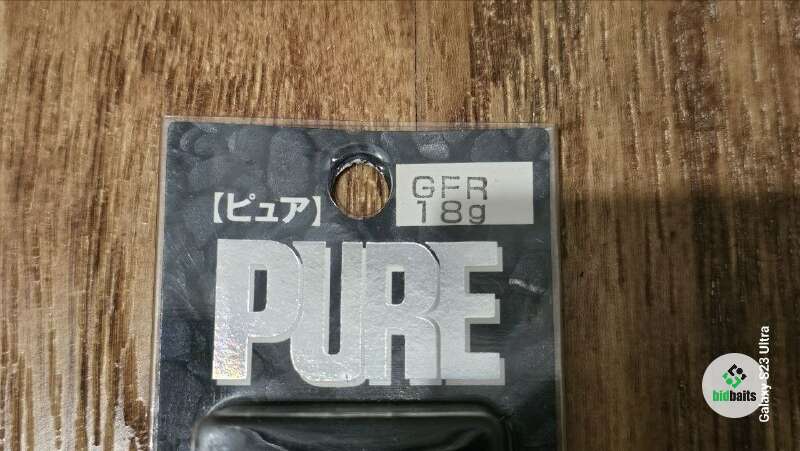 GFR
18g
【ピュア】
PURE
bidbaits
Galaxy S23 Ultra